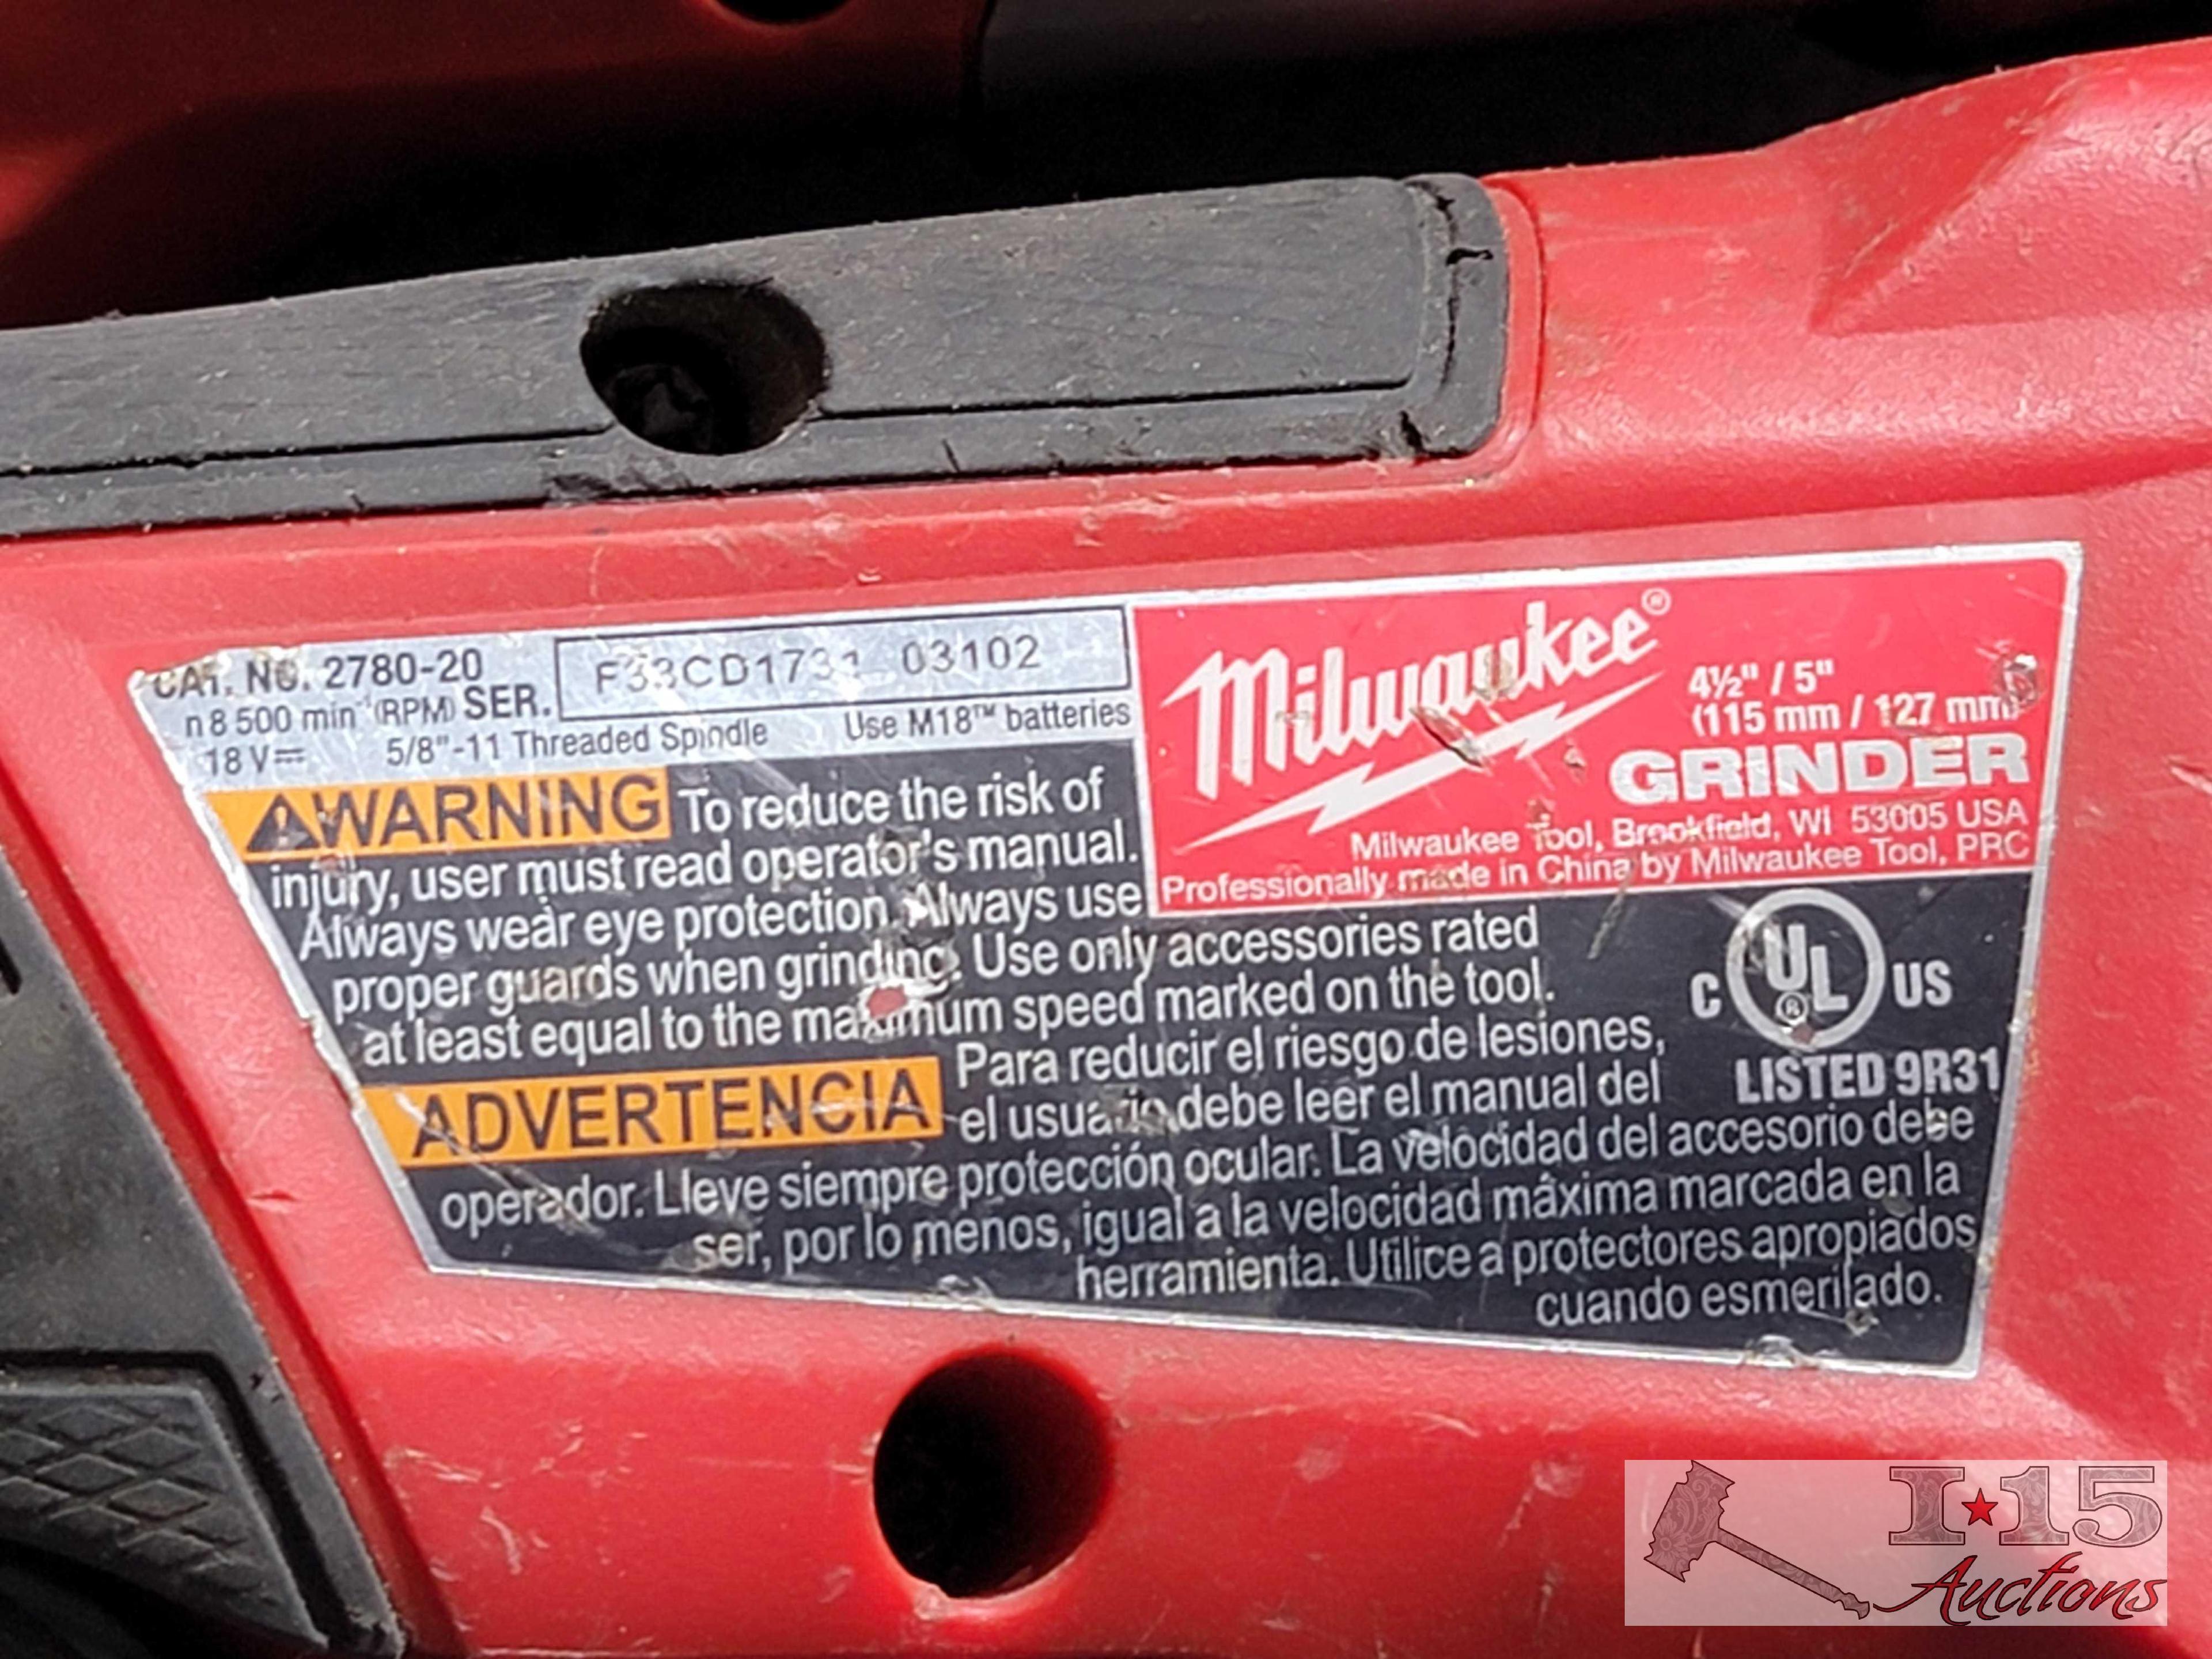 CAT. NO. 2780-20
n 8 500 min⁻¹ (RPM) SER. F33CD1731 03102
18 V⎓ 5/8"-11 Threaded Spindle Use M18™ batteries
WARNING To reduce the risk of
injury, user must read operator's manual.
Always wear eye protection. Always use
proper guards when grinding. Use only accessories rated
at least equal to the maximum speed marked on the tool.
ADVERTENCIA Para reducir el riesgo de lesiones,
el usuario debe leer el manual del
operador. Lleve siempre protección ocular. La velocidad del accesorio debe
ser, por lo menos, igual a la velocidad máxima marcada en la
herramienta. Utilice a protectores apropiados
cuando esmerilado.
Milwaukee®
4½" / 5"
(115 mm / 127 mm)
GRINDER
Milwaukee Tool, Brookfield, WI 53005 USA
Professionally made in China by Milwaukee Tool, PRC
C UL® US
LISTED 9R31
I★15
Auctions